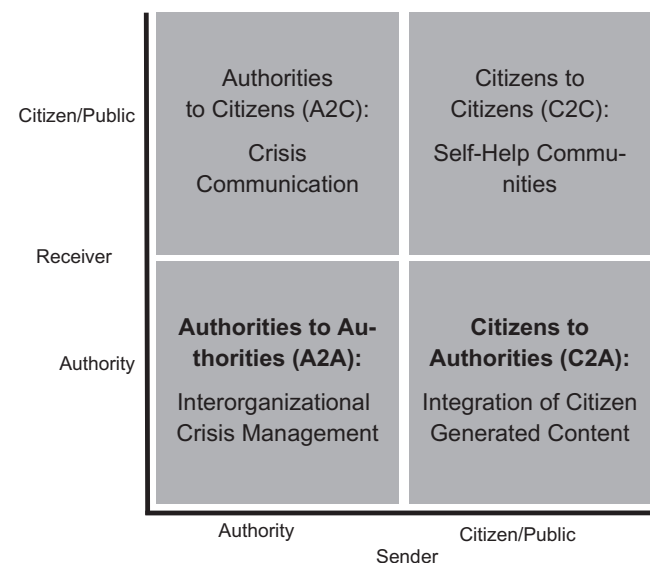 Citizen/Public
Authorities
to Citizens (A2C):
Crisis
Communication
Citizens to
Citizens (C2C):
Self-Help Commu-
nities
Receiver
Authority
Authorities to Au-
thorities (A2A):
Interorganizational
Crisis Management
Citizens to
Authorities (C2A):
Integration of Citizen
Generated Content
Authority
Citizen/Public
Sender